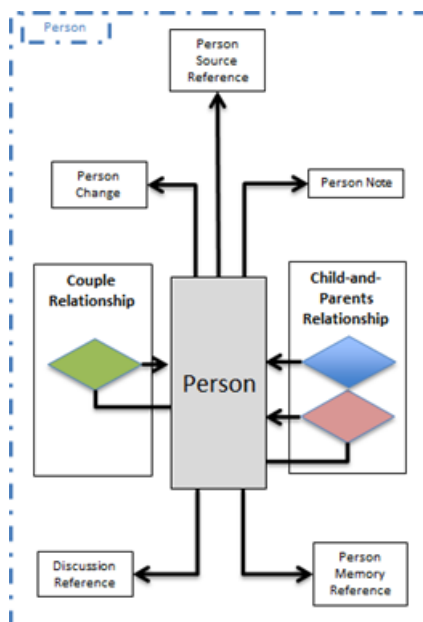 Person
Person
Source
Reference
Person
Change
Person Note
Couple
Relationship
Child-and-
Parents
Relationship
Person
Discussion
Reference
Person
Memory
Reference